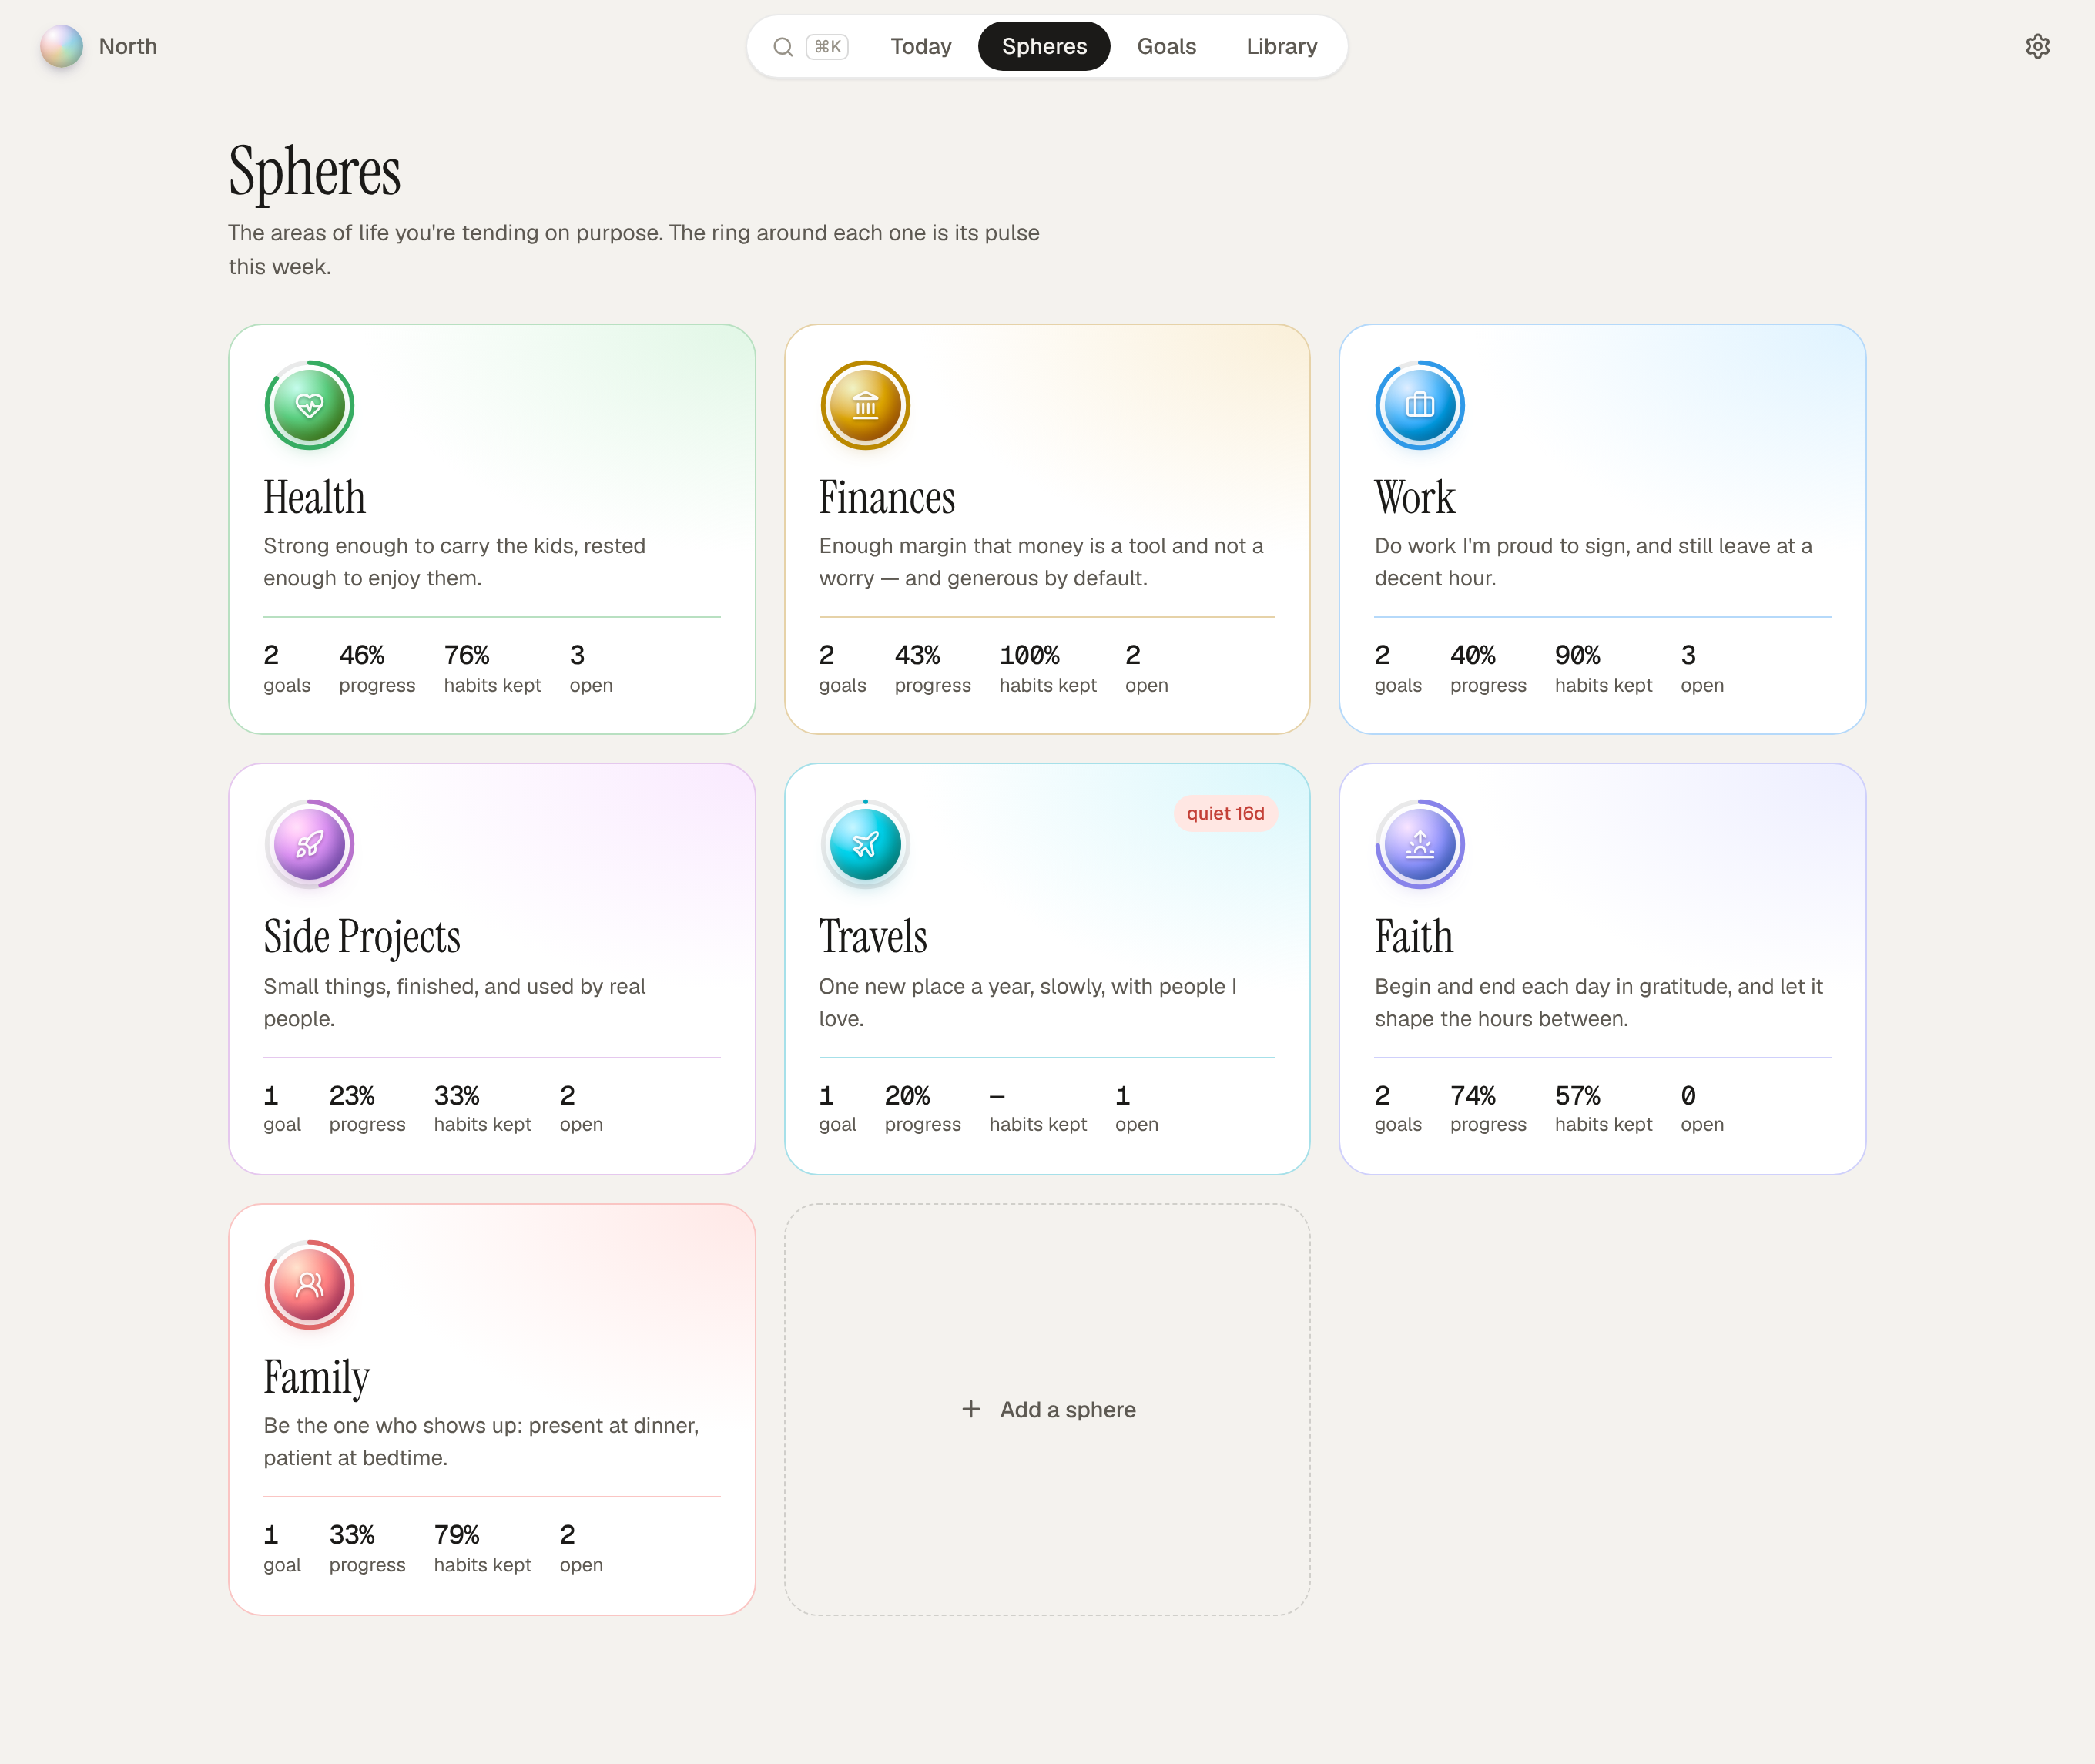 North
⌘K
Today
Spheres
Goals
Library
Spheres
The areas of life you're tending on purpose. The ring around each one is its pulse
this week.
Health
Strong enough to carry the kids, rested
enough to enjoy them.
2 46% 76% 3
goals progress habits kept open
Finances
Enough margin that money is a tool and not a
worry — and generous by default.
2 43% 100% 2
goals progress habits kept open
Work
Do work I'm proud to sign, and still leave at a
decent hour.
2 40% 90% 3
goals progress habits kept open
Side Projects
Small things, finished, and used by real
people.
1 23% 33% 2
goal progress habits kept open
quiet 16d
Travels
One new place a year, slowly, with people I
love.
1 20% — 1
goal progress habits kept open
Faith
Begin and end each day in gratitude, and let it
shape the hours between.
2 74% 57% 0
goals progress habits kept open
Family
Be the one who shows up: present at dinner,
patient at bedtime.
1 33% 79% 2
goal progress habits kept open
+ Add a sphere